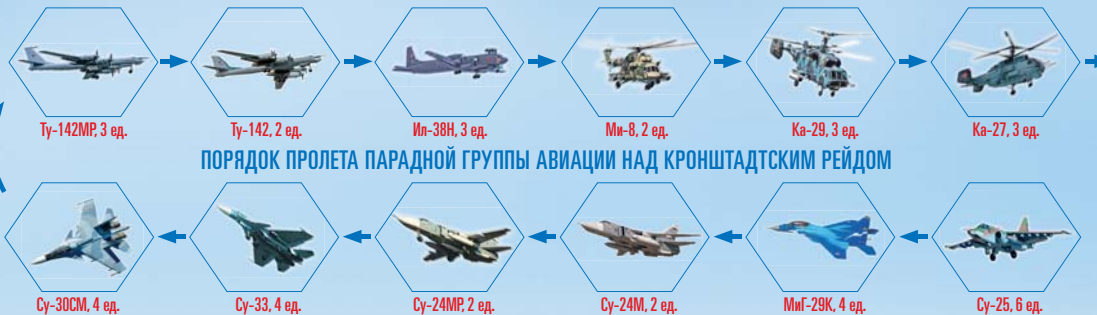 Ту-142МР, 3 ед.
Ту-142, 2 ед.
Ил-38Н, 3 ед.
Ми-8, 2 ед.
Ка-29, 3 ед.
Ка-27, 3 ед.
ПОРЯДОК ПРОЛЕТА ПАРАДНОЙ ГРУППЫ АВИАЦИИ НАД КРОНШТАДТСКИМ РЕЙДОМ
Су-30СМ, 4 ед.
Су-33, 4 ед.
Су-24МР, 2 ед.
Су-24М, 2 ед.
МиГ-29К, 4 ед.
Су-25, 6 ед.